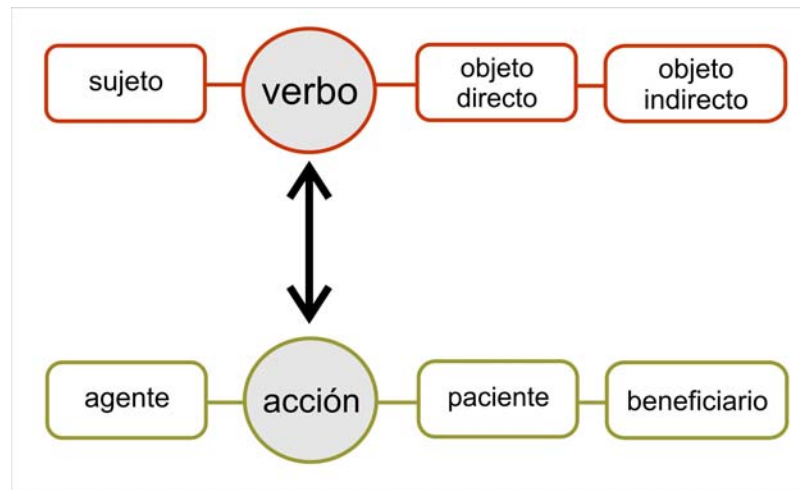 sujeto
verbo
objeto
directo
objeto
indirecto
agente
acción
paciente
beneficiario